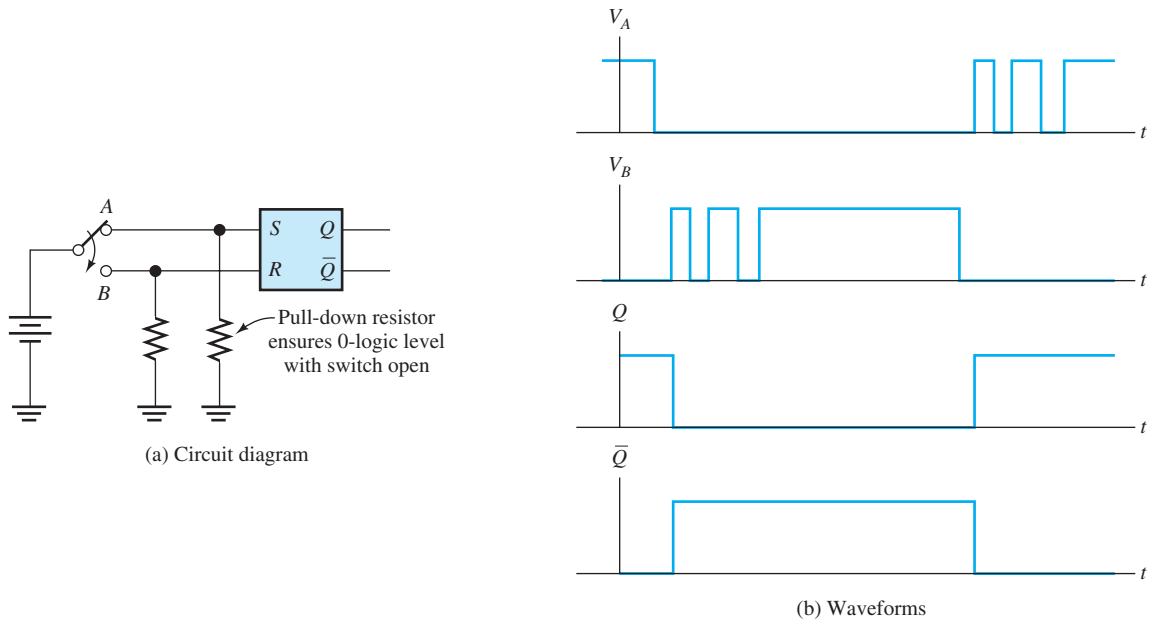 A
B
S Q
R Q̅
Pull-down resistor
ensures 0-logic level
with switch open
(a) Circuit diagram
V_A
t
V_B
t
Q
t
Q̅
t
(b) Waveforms